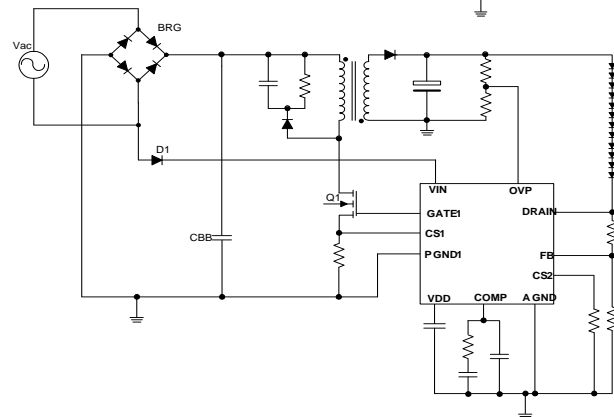 BRG
Vac
D1
VIN
OVP
Q1
GATE1
DRAIN
CS1
CBB
PGND1
FB
CS2
VDD
COMP
AGND